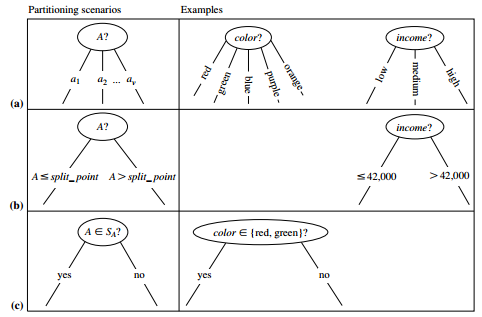 Partitioning scenarios Examples
A? color? income?
a1 a2 ... av red green blue purple orange low medium high
(a)
A? income?
A ≤ split_point A > split_point ≤ 42,000 > 42,000
(b)
A ∈ SA? color ∈ {red, green}?
yes no yes no
(c)